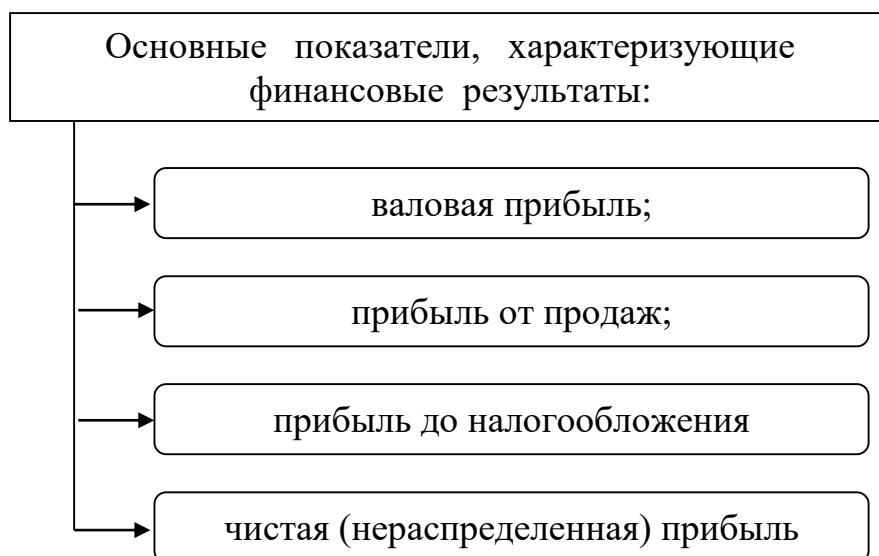 Основные показатели, характеризующие
финансовые результаты:
валовая прибыль;
прибыль от продаж;
прибыль до налогообложения
чистая (нераспределенная) прибыль